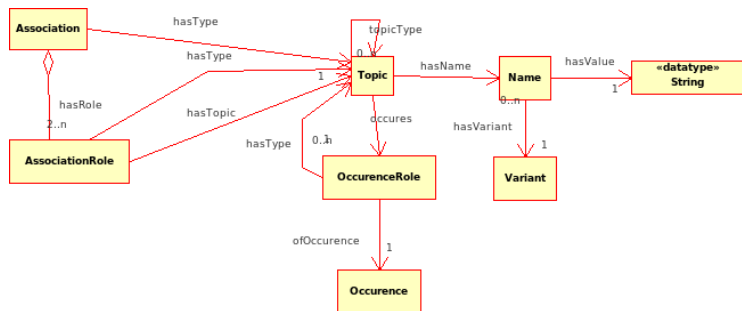 Association
hasType
topicType
0..n
hasType
hasName
hasValue
«datatype»
String
Topic
Name
1
0..n
1
hasRole
hasTopic
occures
hasVariant
2..n
hasType
0..n
1
1
AssociationRole
OccurenceRole
Variant
ofOccurence
1
Occurence